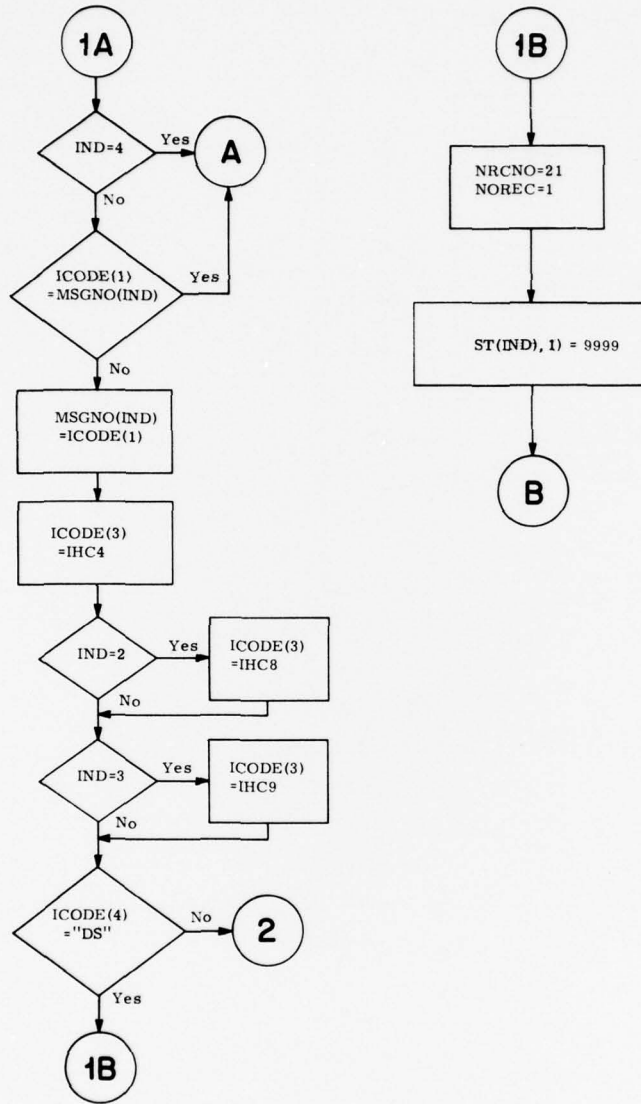 1A
IND=4
Yes
A
No
ICODE(1)
=MSGNO(IND)
Yes
No
MSGNO(IND)
=ICODE(1)
ICODE(3)
=IHC4
IND=2
Yes
ICODE(3)
=IHC8
No
IND=3
Yes
ICODE(3)
=IHC9
No
ICODE(4)
="DS"
No
2
Yes
1B
1B
NRCNO=21
NOREC=1
ST(IND), 1) = 9999
B